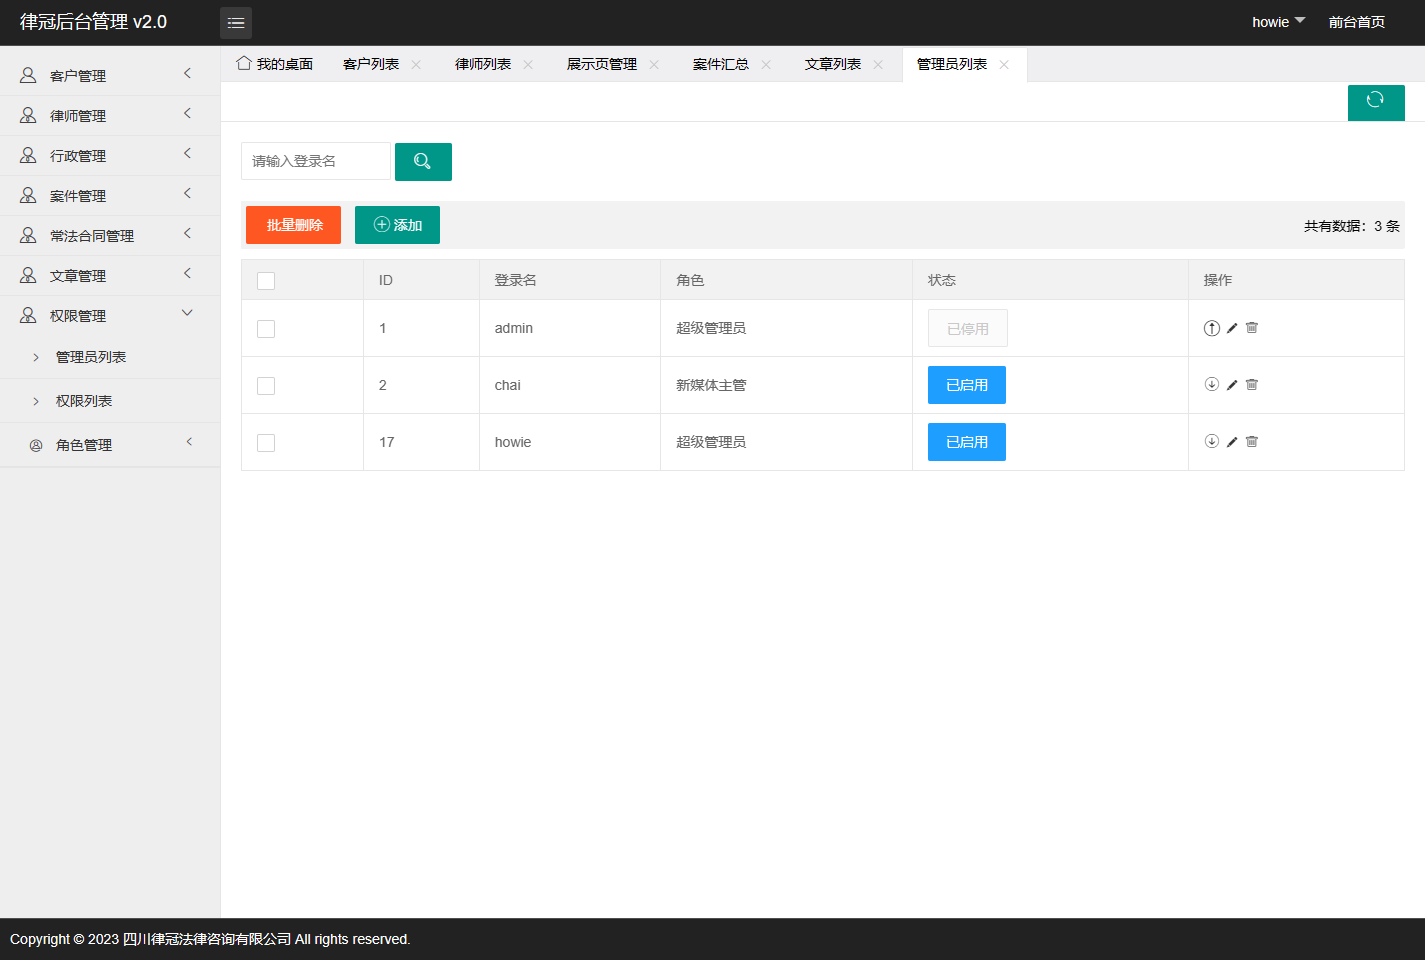 律冠后台管理 v2.0
howie 前台首页
客户管理
律师管理
行政管理
案件管理
常法合同管理
文章管理
权限管理
管理员列表
权限列表
角色管理
我的桌面 客户列表 律师列表 展示页管理 案件汇总 文章列表 管理员列表
请输入登录名
批量删除 添加 共有数据：3 条
ID 登录名 角色 状态 操作
1 admin 超级管理员 已停用
2 chai 新媒体主管 已启用
17 howie 超级管理员 已启用
Copyright © 2023 四川律冠法律咨询有限公司 All rights reserved.